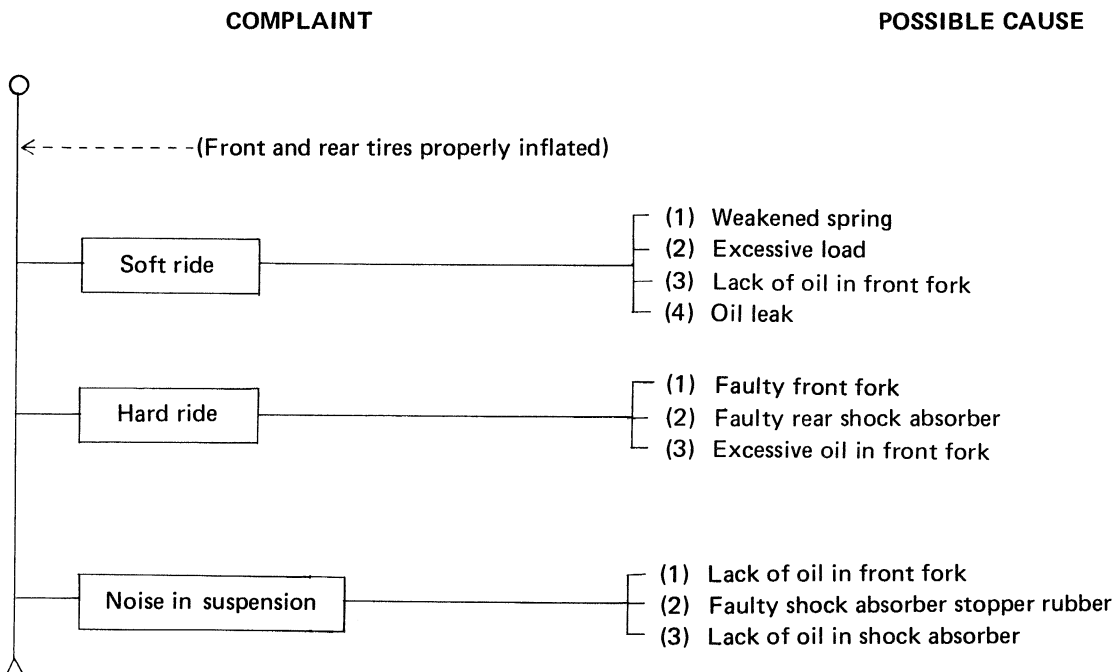 COMPLAINT POSSIBLE CAUSE
(Front and rear tires properly inflated)
Soft ride
(1) Weakened spring
(2) Excessive load
(3) Lack of oil in front fork
(4) Oil leak
Hard ride
(1) Faulty front fork
(2) Faulty rear shock absorber
(3) Excessive oil in front fork
Noise in suspension
(1) Lack of oil in front fork
(2) Faulty shock absorber stopper rubber
(3) Lack of oil in shock absorber